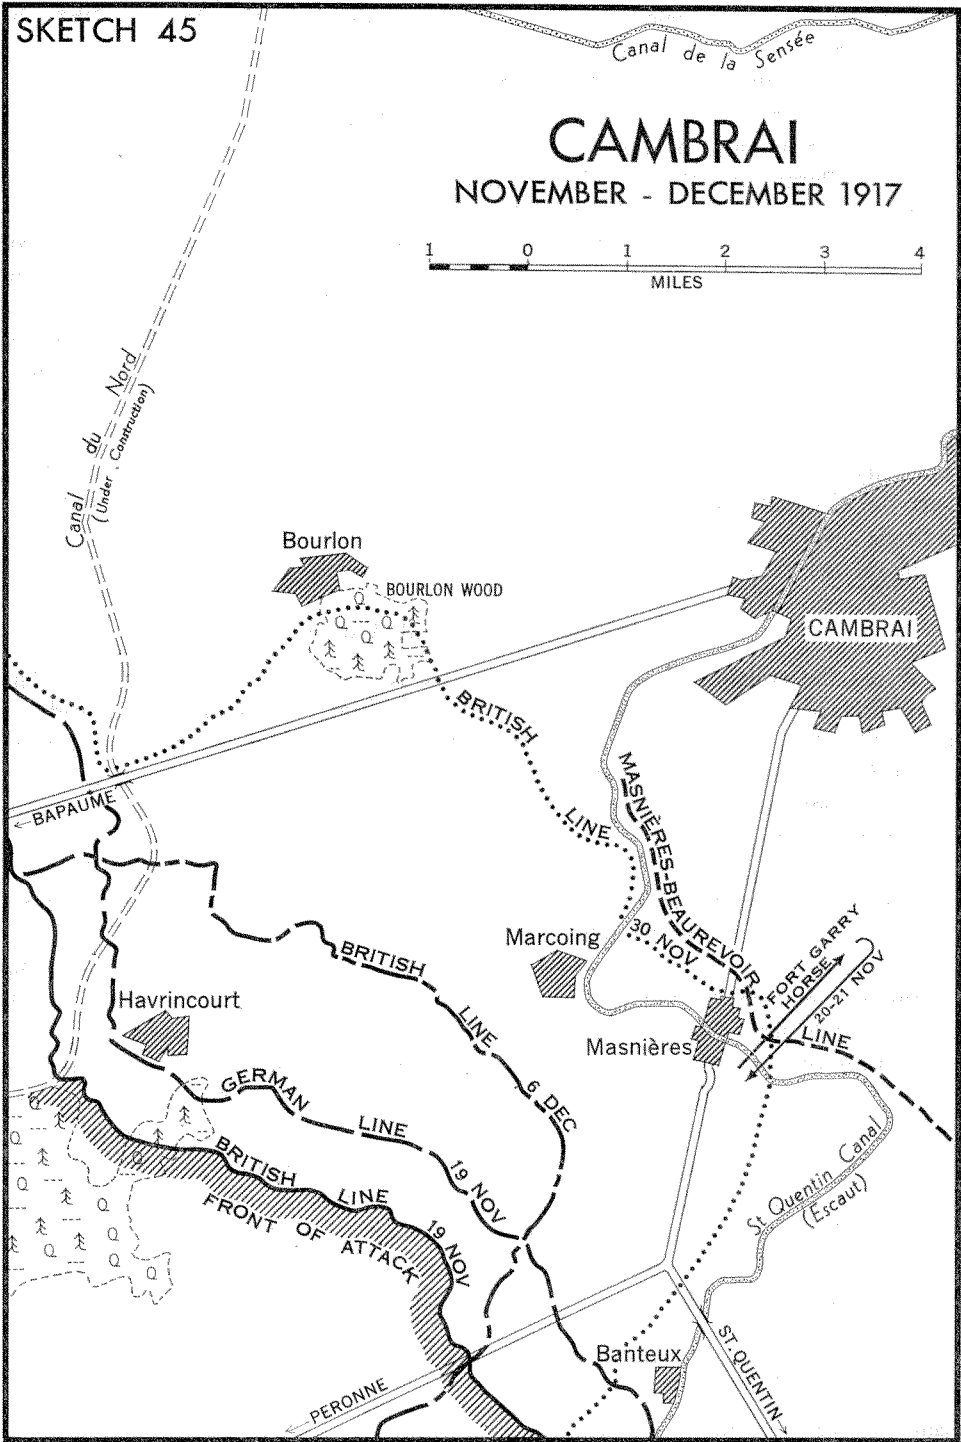 SKETCH 45
Canal de la Sensée
CAMBRAI
NOVEMBER - DECEMBER 1917
1 0 1 2 3 4
MILES
Canal du Nord
(Under Construction)
Bourlon
BOURLON WOOD
CAMBRAI
BRITISH LINE 30 NOV
MASNIÈRES-BEAUREVOIR LINE
←BAPAUME
FORT GARRY
HORSE
20-21 NOV
Marcoing
Havrincourt
Masnières
BRITISH LINE 6 DEC
GERMAN LINE 19 NOV
BRITISH LINE 19 NOV
FRONT OF ATTACK
St Quentin Canal
(Escaut)
Banteux
ST. QUENTIN
PERONNE